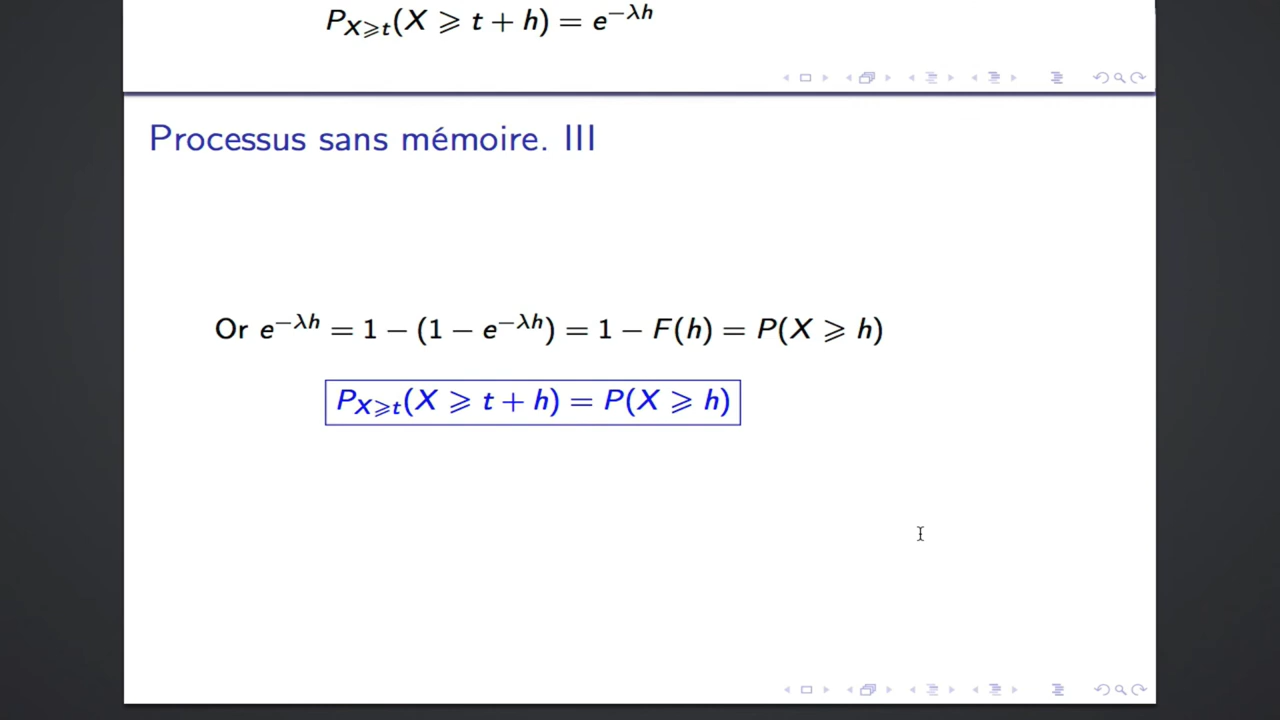 P_{X⩾t}(X ⩾ t + h) = e^{−λh}
Processus sans mémoire. III
Or e^{−λh} = 1 − (1 − e^{−λh}) = 1 − F(h) = P(X ⩾ h)
P_{X⩾t}(X ⩾ t + h) = P(X ⩾ h)